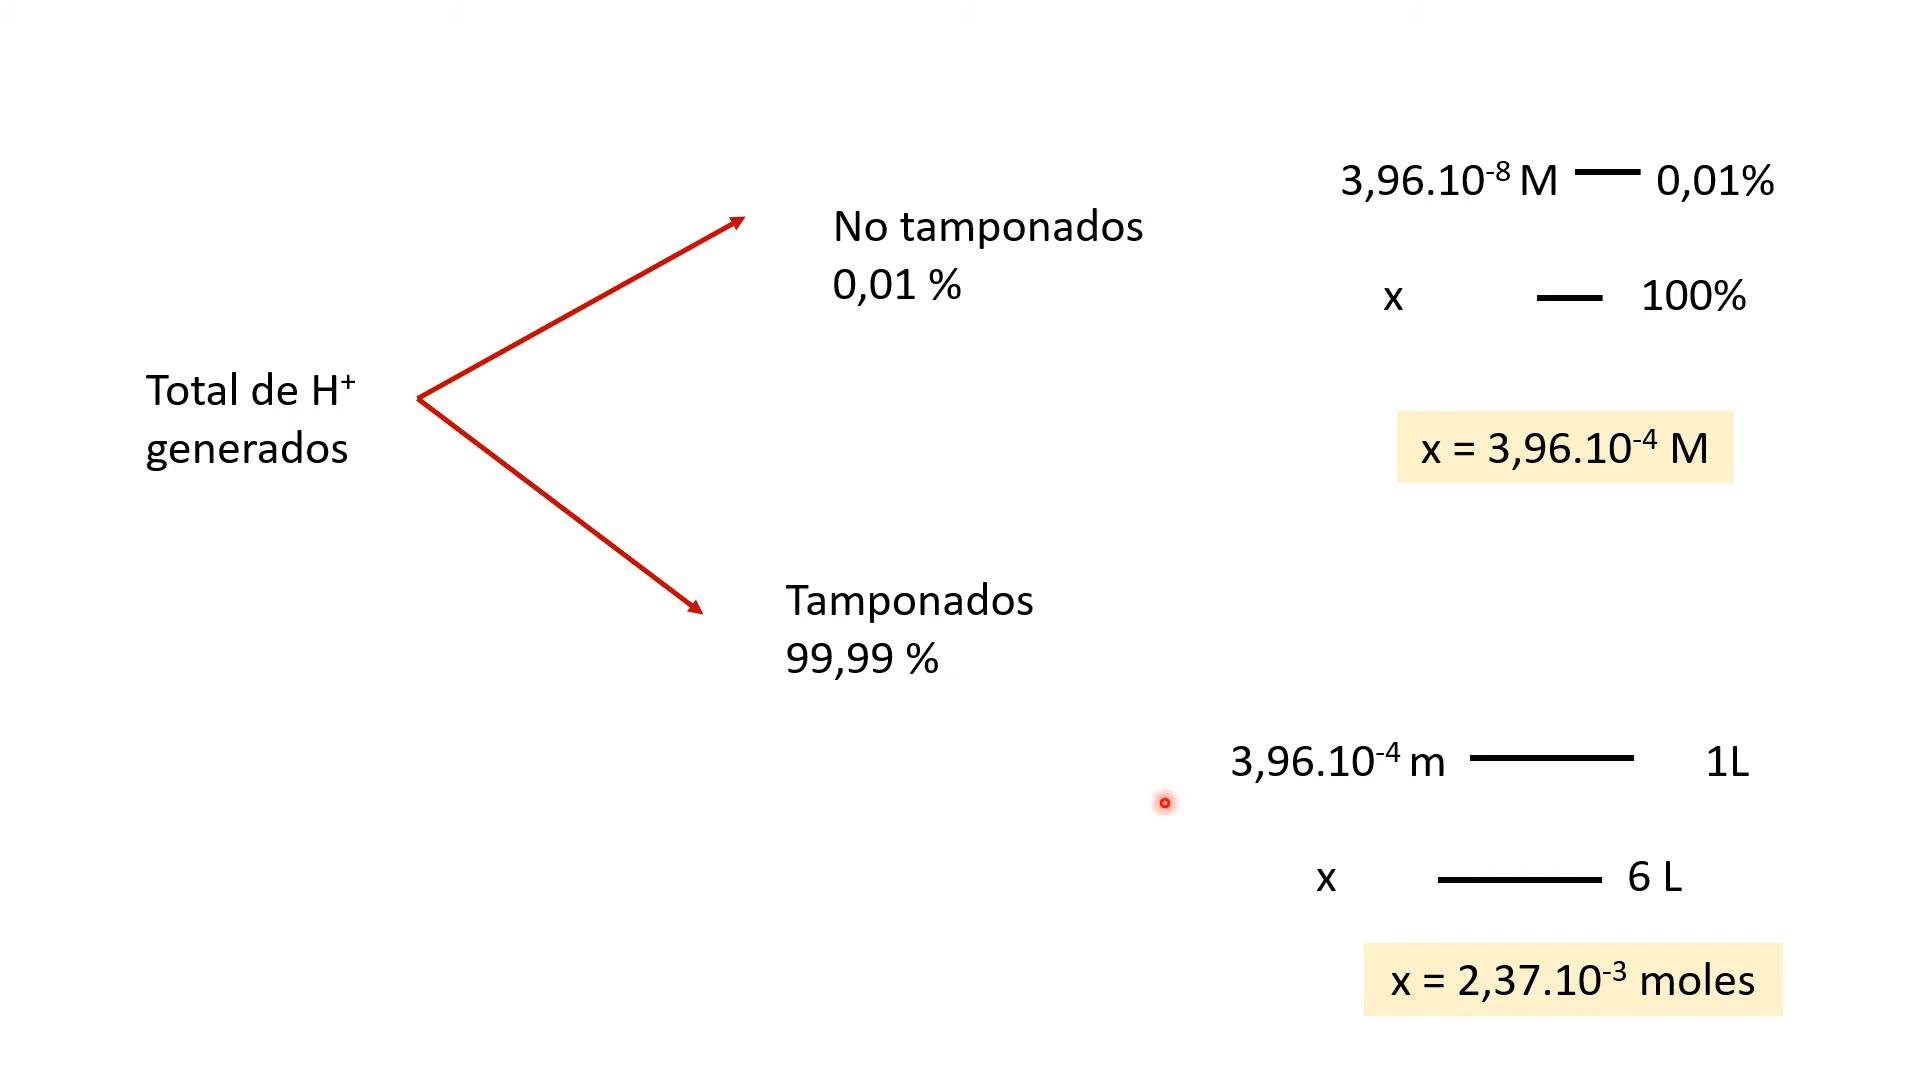 Total de H⁺
generados
No tamponados
0,01 %
Tamponados
99,99 %
3,96.10⁻⁸ M — 0,01%
x — 100%
x = 3,96.10⁻⁴ M
3,96.10⁻⁴ m — 1L
x — 6 L
x = 2,37.10⁻³ moles